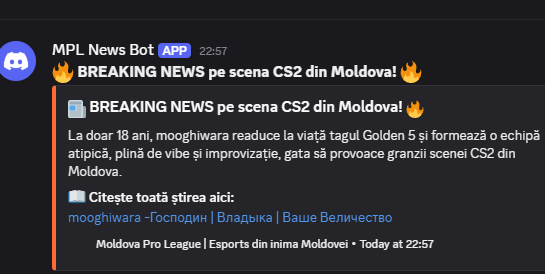 MPL News Bot APP 22:57
🔥 BREAKING NEWS pe scena CS2 din Moldova! 🔥
📰 BREAKING NEWS pe scena CS2 din Moldova! 🔥
La doar 18 ani, mooghiwara readuce la viață tagul Golden 5 și formează o echipă
atipică, plină de vibe și improvizație, gata să provoace granzii scenei CS2 din
Moldova.
📖 Citește toată știrea aici:
mooghiwara -Господин | Владыка | Ваше Величество
Moldova Pro League | Esports din inima Moldovei • Today at 22:57